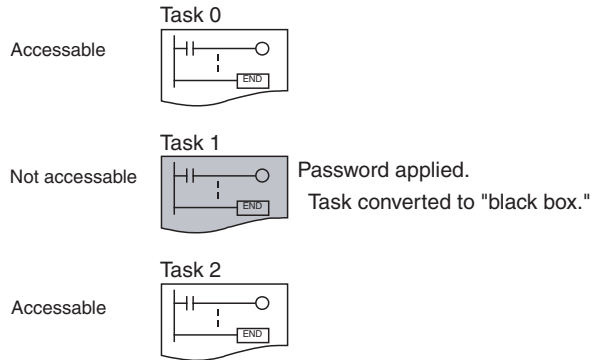 Task 0
Accessable
END
Task 1
Not accessable
Password applied.
Task converted to "black box."
END
Task 2
Accessable
END